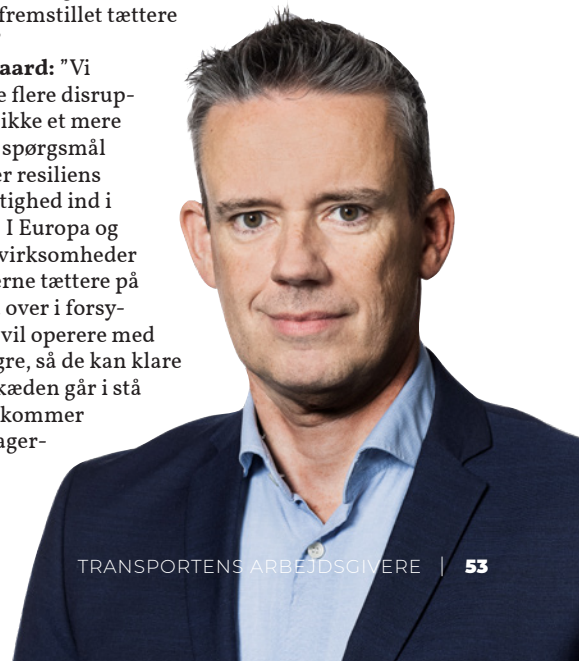 fremstillet tættere
aard: ”Vi
e flere disrup-
ikke et mere
spørgsmål
er resiliens
tighed ind i
. I Europa og
virksomheder
erne tættere på
over i forsy-
vil operere med
gre, så de kan klare
kæden går i stå
kommer
ager-
TRANSPORTENS ARBEJDSGIVERE | 53